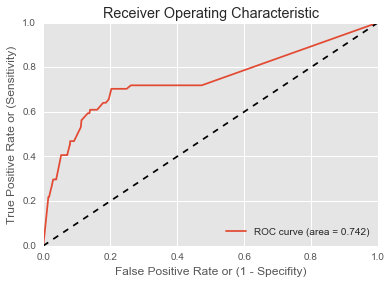 Receiver Operating Characteristic
1.0
0.8
0.6
0.4
0.2
0.0
True Positive Rate or (Sensitivity)
ROC curve (area = 0.742)
0.0 0.2 0.4 0.6 0.8 1.0
False Positive Rate or (1 - Specifity)